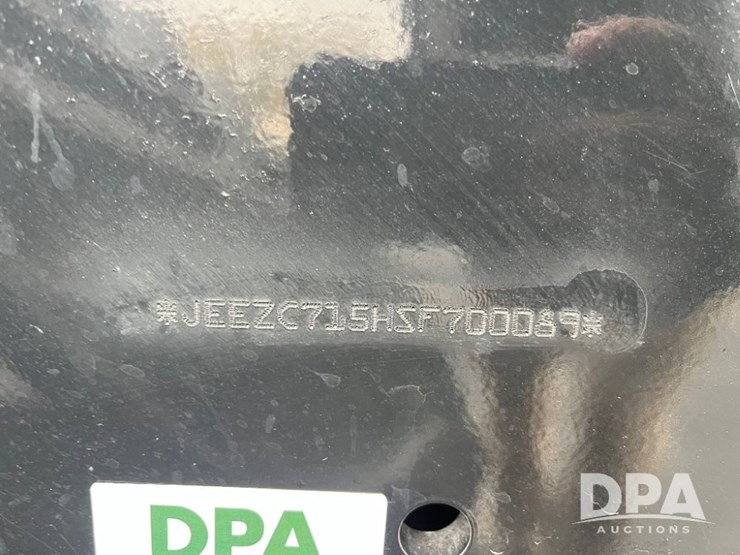 *JEEZC715HSF700089*
DPA
DPA
AUCTIONS